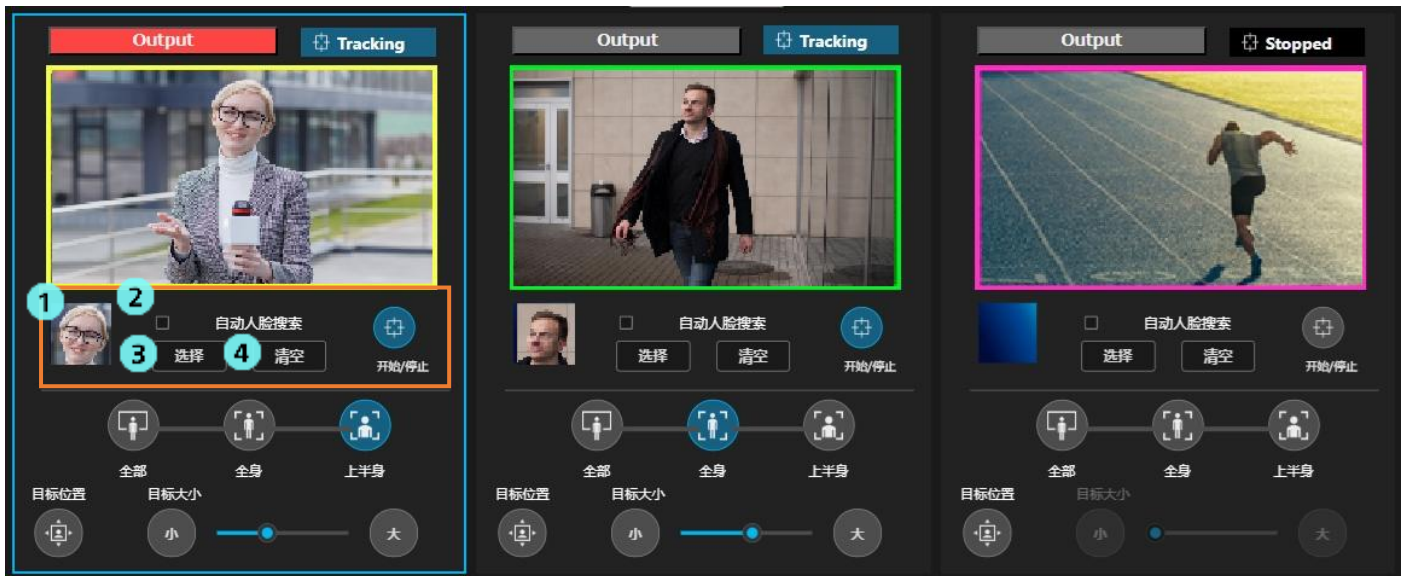 Output Tracking
1 2 自动人脸搜索
3 选择 4 清空 开始/停止
全部 全身 上半身
目标位置 目标大小
小 大
Output Tracking
自动人脸搜索
选择 清空 开始/停止
全部 全身 上半身
目标位置 目标大小
小 大
Output Stopped
自动人脸搜索
选择 清空 开始/停止
全部 全身 上半身
目标位置 目标大小
小 大